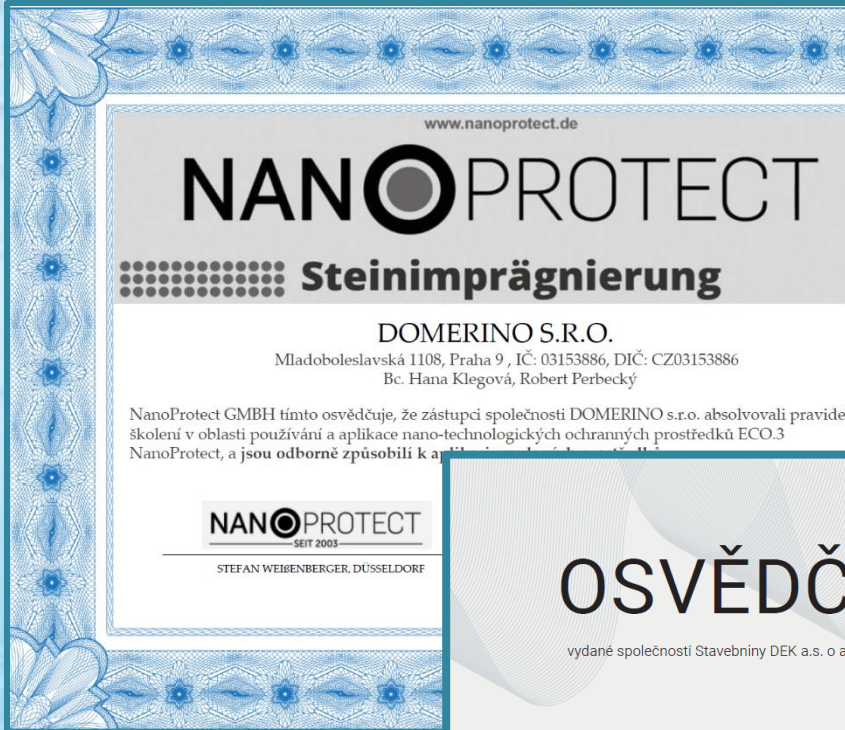 www.nanoprotect.de
NANOPROTECT
Steinimprägnierung
DOMERINO S.R.O.
Mladoboleslavská 1108, Praha 9 , IČ: 03153886, DIČ: CZ03153886
Bc. Hana Klegová, Robert Perbecký
NanoProtect GMBH tímto osvědčuje, že zástupci společnosti DOMERINO s.r.o. absolvovali pravide
školení v oblasti používání a aplikace nano-technologických ochranných prostředků ECO.3
NanoProtect, a jsou odborně způsobilí k
NANOPROTECT
SEIT 2003
STEFAN WEIßENBERGER, DÜSSELDORF
OSVĚDČ
vydané společností Stavebniny DEK a.s. o a